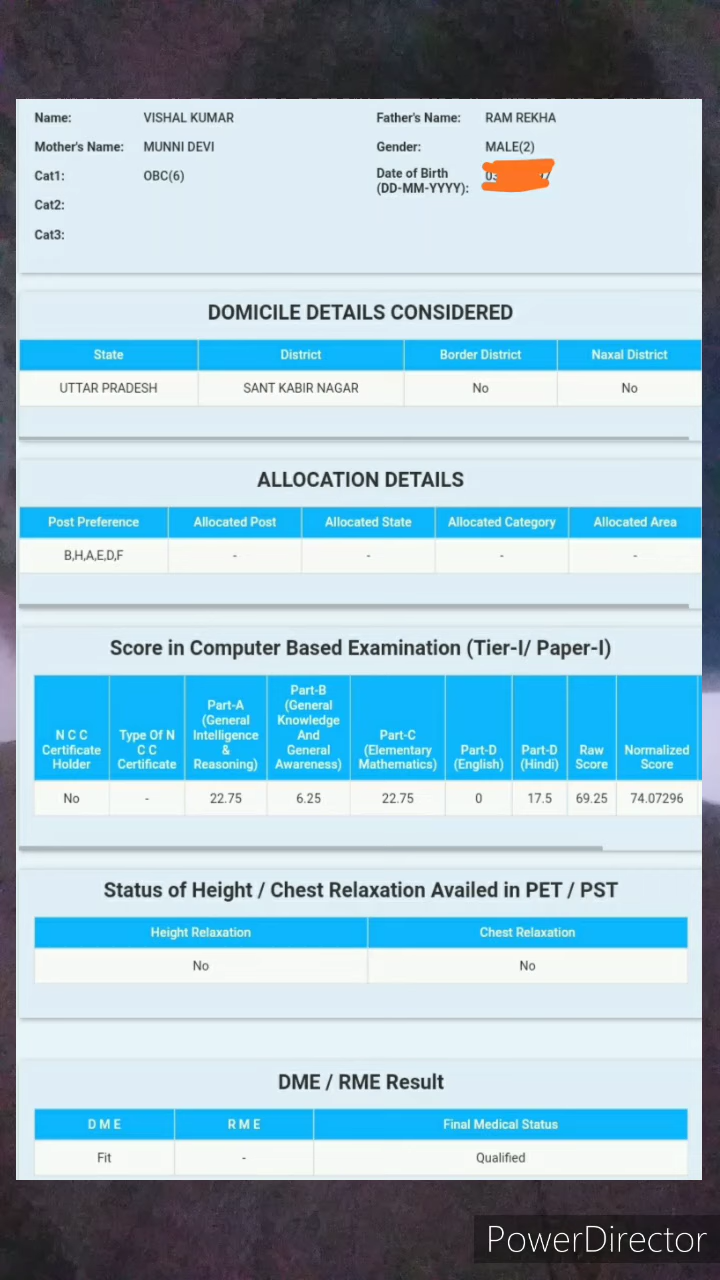 Name: VISHAL KUMAR Father's Name: RAM REKHA
Mother's Name: MUNNI DEVI Gender: MALE(2)
Cat1: OBC(6) Date of Birth
(DD-MM-YYYY):
Cat2:
Cat3:
DOMICILE DETAILS CONSIDERED
State District Border District Naxal District
UTTAR PRADESH SANT KABIR NAGAR No No
ALLOCATION DETAILS
Post Preference Allocated Post Allocated State Allocated Category Allocated Area
B,H,A,E,D,F - - - -
Score in Computer Based Examination (Tier-I/ Paper-I)
N C C
Certificate
Holder
Type Of N
C C
Certificate
Part-A
(General
Intelligence
&
Reasoning)
Part-B
(General
Knowledge
And
General
Awareness)
Part-C
(Elementary
Mathematics)
Part-D
(English)
Part-D
(Hindi)
Raw
Score
Normalized
Score
No - 22.75 6.25 22.75 0 17.5 69.25 74.07296
Status of Height / Chest Relaxation Availed in PET / PST
Height Relaxation Chest Relaxation
No No
DME / RME Result
D M E R M E Final Medical Status
Fit - Qualified
PowerDirector